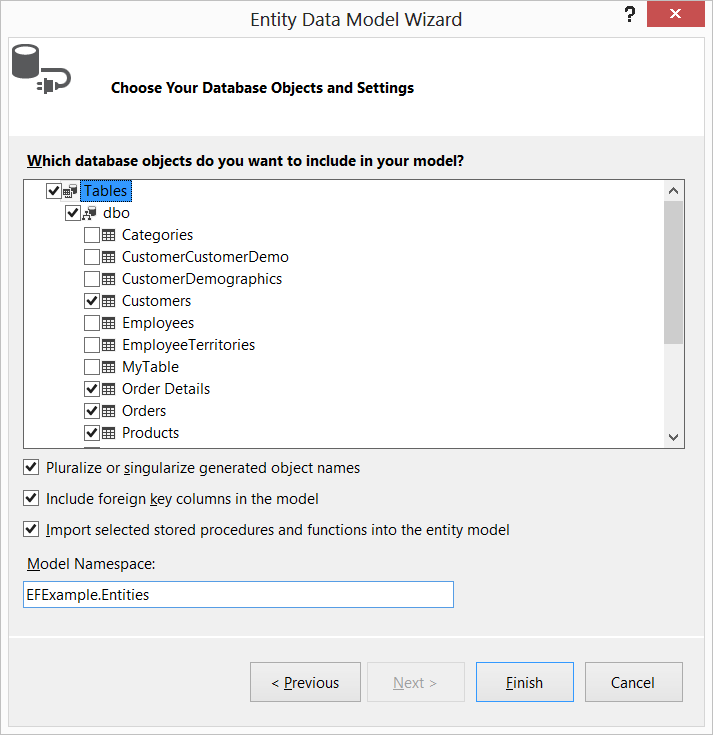 Entity Data Model Wizard
?
Choose Your Database Objects and Settings
Which database objects do you want to include in your model?
Tables
dbo
Categories
CustomerCustomerDemo
CustomerDemographics
Customers
Employees
EmployeeTerritories
MyTable
Order Details
Orders
Products
Pluralize or singularize generated object names
Include foreign key columns in the model
Import selected stored procedures and functions into the entity model
Model Namespace:
EFExample.Entities
< Previous Next > Finish Cancel